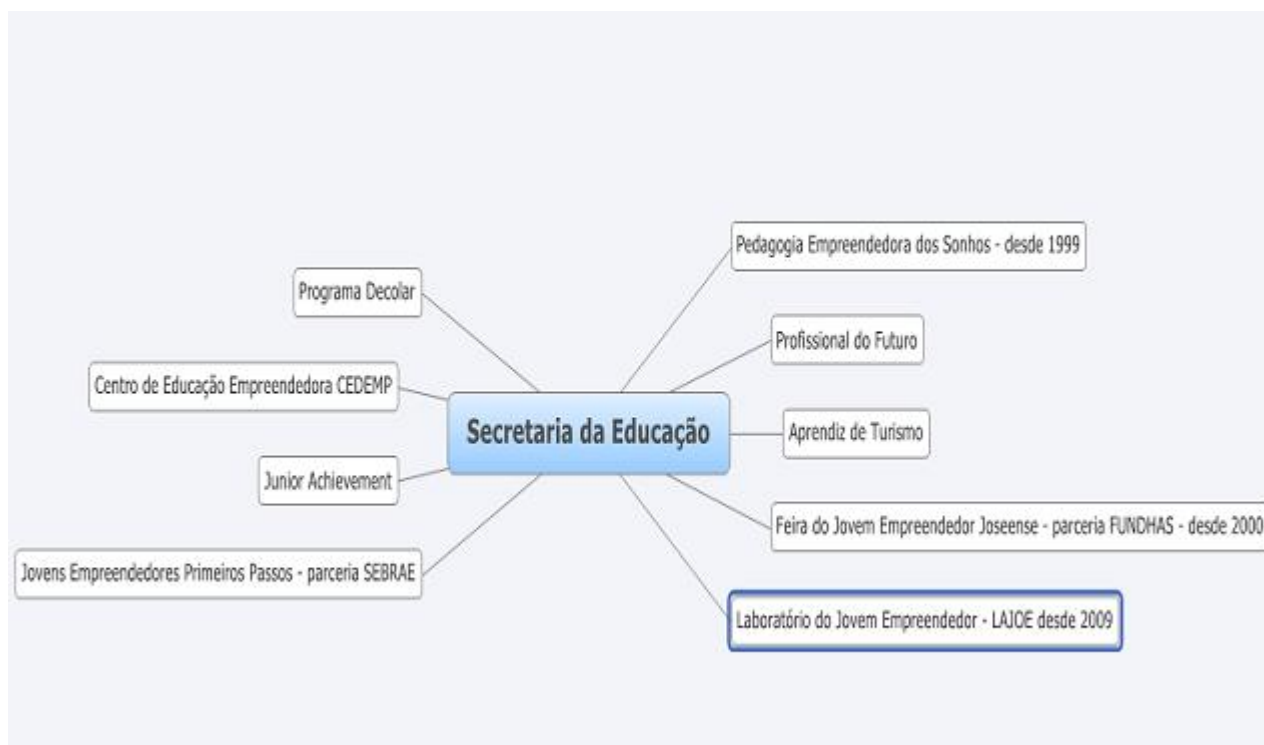 Pedagogia Empreendedora dos Sonhos - desde 1999
Programa Decolar
Profissional do Futuro
Centro de Educação Empreendedora CEDEMP
Secretaria da Educação
Aprendiz de Turismo
Junior Achievement
Feira do Jovem Empreendedor Joseense - parceria FUNDHAS - desde 2000
Jovens Empreendedores Primeiros Passos - parceria SEBRAE
Laboratório do Jovem Empreendedor - LAJOE desde 2009